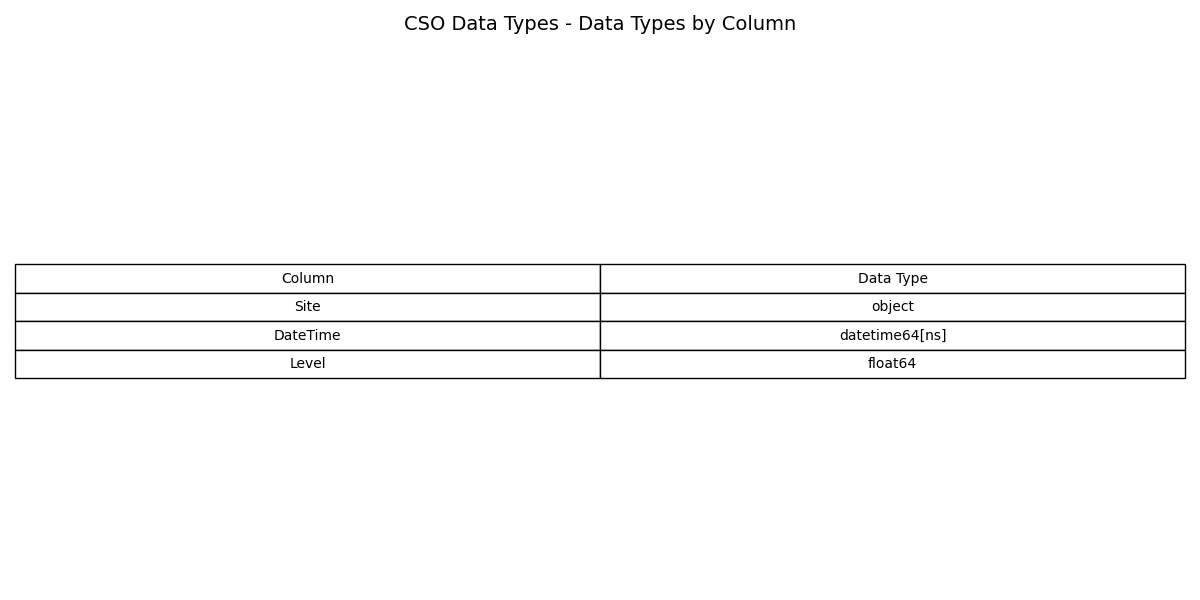 CSO Data Types - Data Types by Column
Column Data Type
Site object
DateTime datetime64[ns]
Level float64